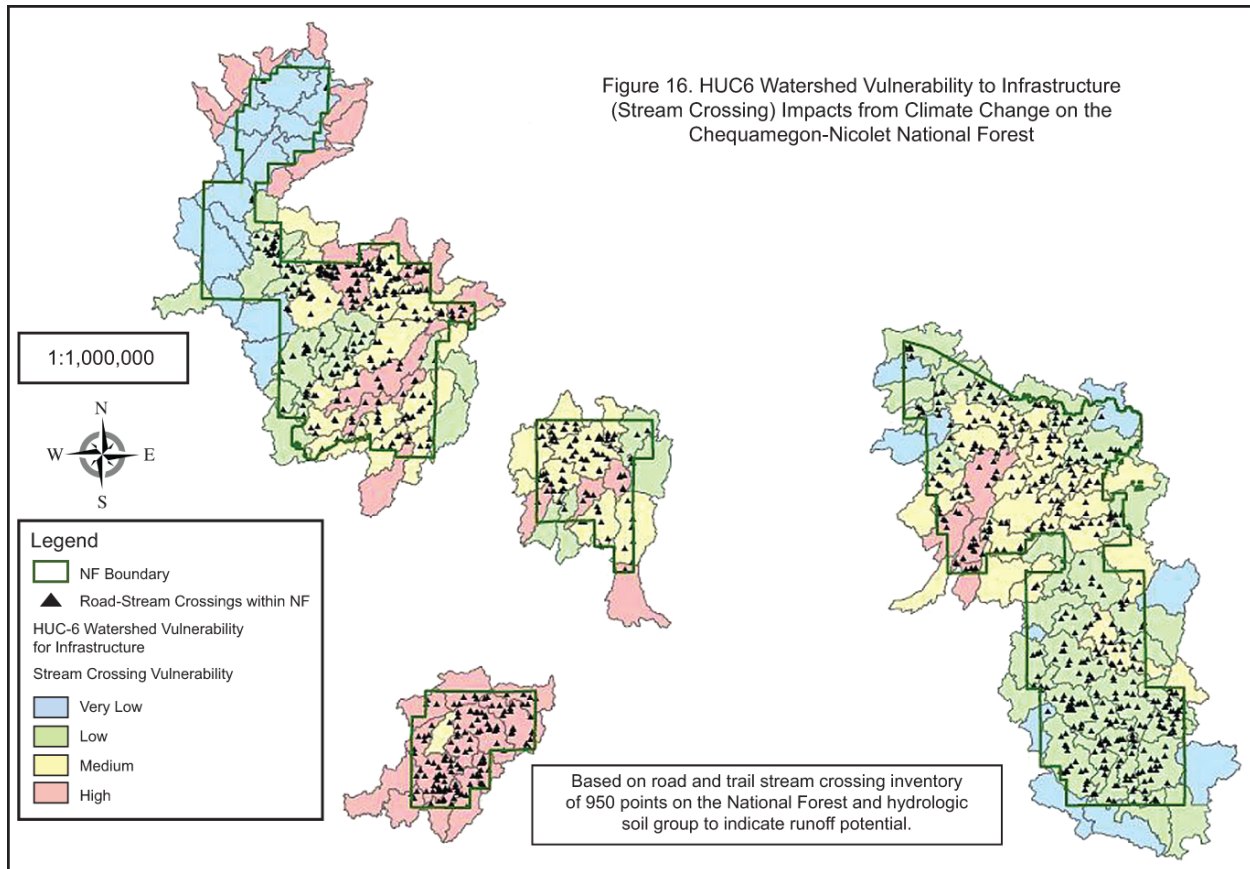 Figure 16. HUC6 Watershed Vulnerability to Infrastructure
(Stream Crossing) Impacts from Climate Change on the
Chequamegon-Nicolet National Forest
1:1,000,000
N
W
E
S
Legend
NF Boundary
Road-Stream Crossings within NF
HUC-6 Watershed Vulnerability
for Infrastructure
Stream Crossing Vulnerability
Very Low
Low
Medium
High
Based on road and trail stream crossing inventory
of 950 points on the National Forest and hydrologic
soil group to indicate runoff potential.